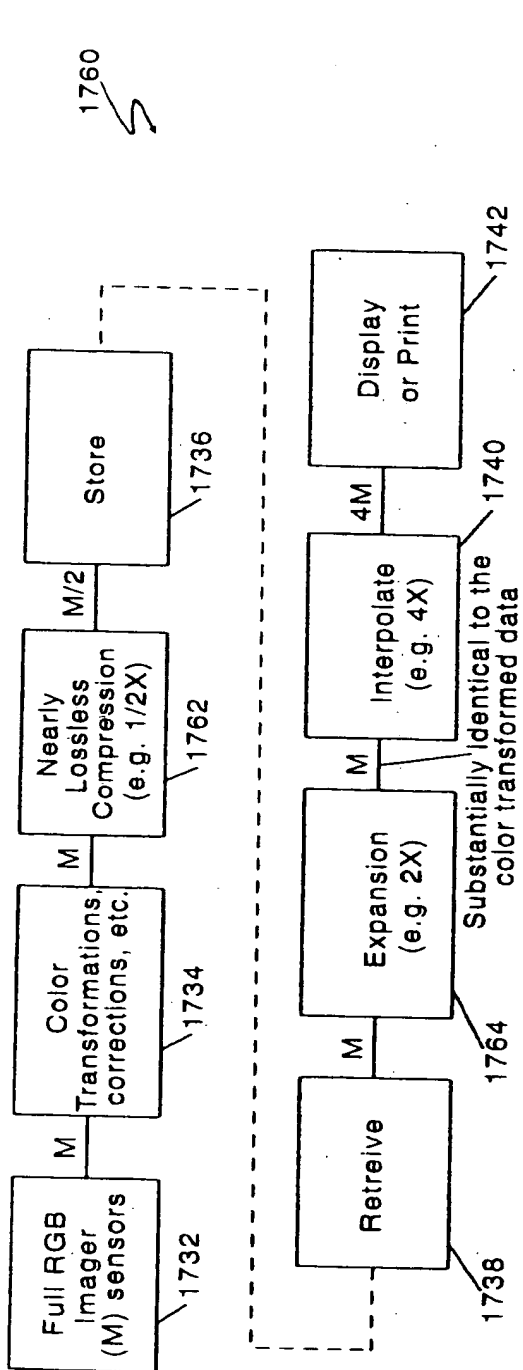 1760
Full RGB
Imager
(M) sensors
1732
M
Color
Transformations,
corrections, etc.
1734
M
Nearly
Lossless
Compression
(e.g. 1/2X)
1762
M/2
Store
1736
Retreive
1738
M
Expansion
(e.g. 2X)
1764
M
Substantially identical to the
color transformed data
Interpolate
(e.g. 4X)
1740
4M
Display
or Print
1742